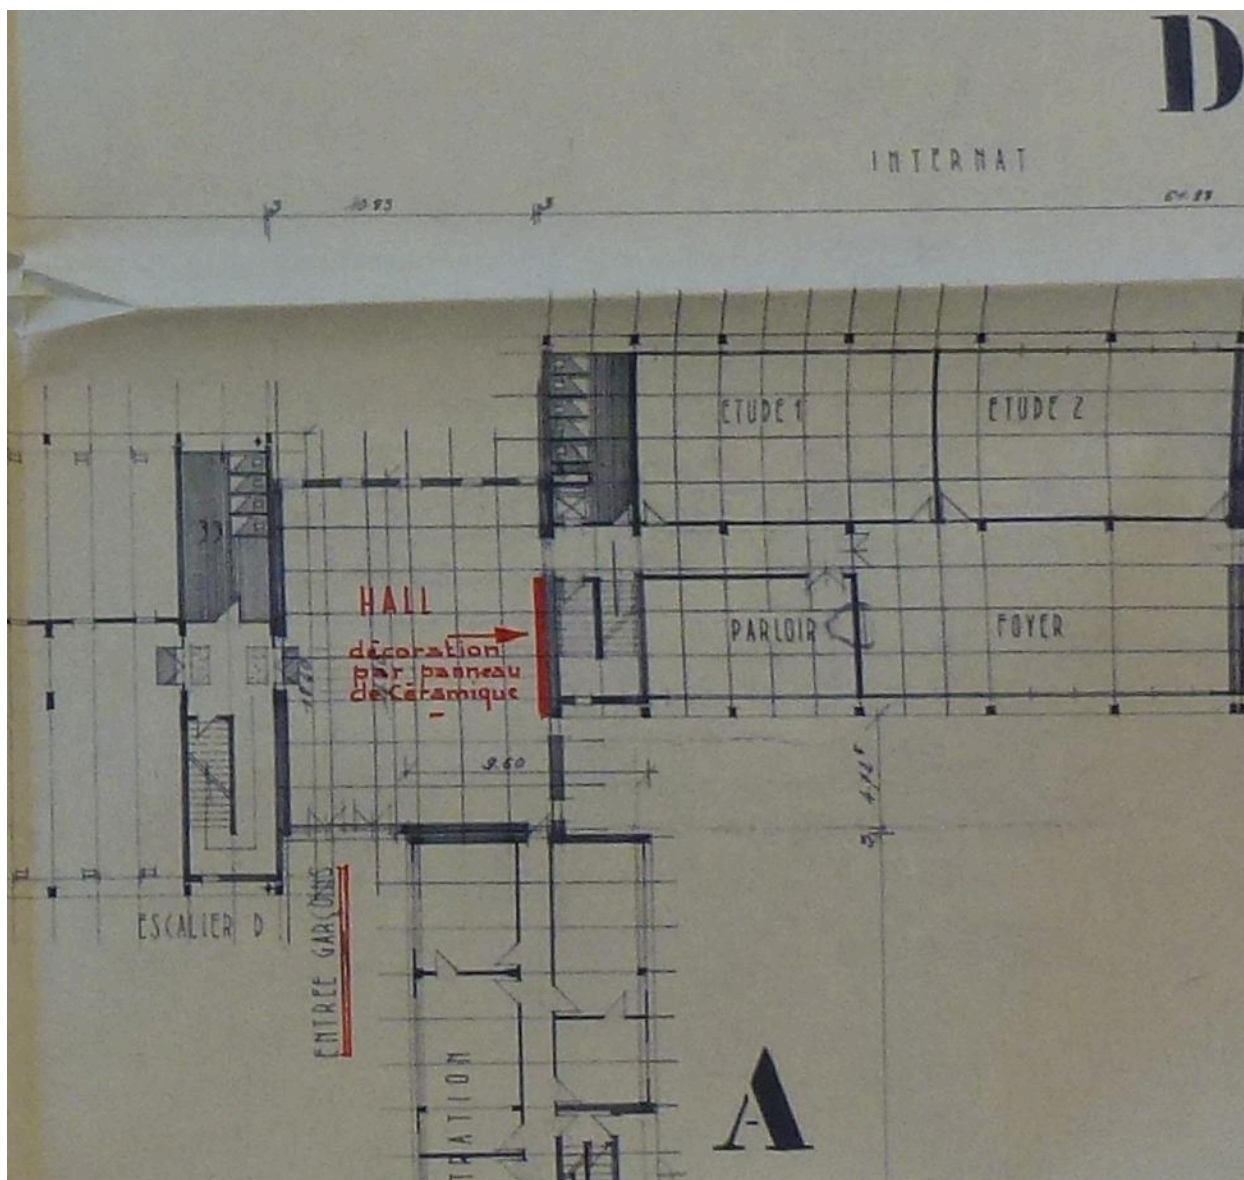 D
INTERNAT
10.83
ETUDE 1
ETUDE 2
HALL
décoration
par panneau
de Céramique
PARLOIR
FOYER
9.60
ESCALIER D
ENTREE GARÇONS
TRATION
A